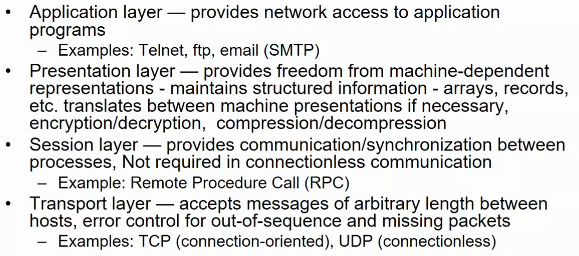 • Application layer — provides network access to application
programs
– Examples: Telnet, ftp, email (SMTP)
• Presentation layer — provides freedom from machine-dependent
representations - maintains structured information - arrays, records,
etc. translates between machine presentations if necessary,
encryption/decryption, compression/decompression
• Session layer — provides communication/synchronization between
processes, Not required in connectionless communication
– Example: Remote Procedure Call (RPC)
• Transport layer — accepts messages of arbitrary length between
hosts, error control for out-of-sequence and missing packets
– Examples: TCP (connection-oriented), UDP (connectionless)